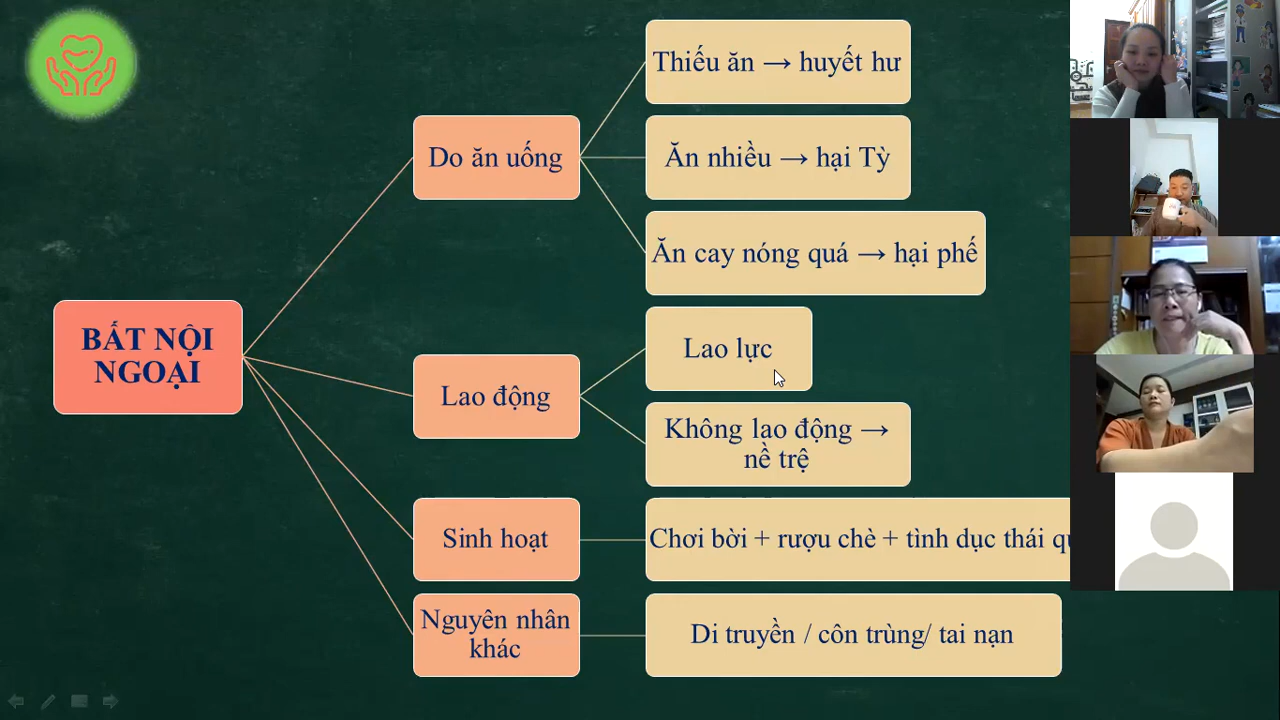 BẤT NỘI
NGOẠI
Do ăn uống
Thiếu ăn → huyết hư
Ăn nhiều → hại Tỳ
Ăn cay nóng quá → hại phế
Lao động
Lao lực
Không lao động →
nề trệ
Sinh hoạt
Chơi bời + rượu chè + tình dục thái
Nguyên nhân
khác
Di truyền / côn trùng/ tai nạn